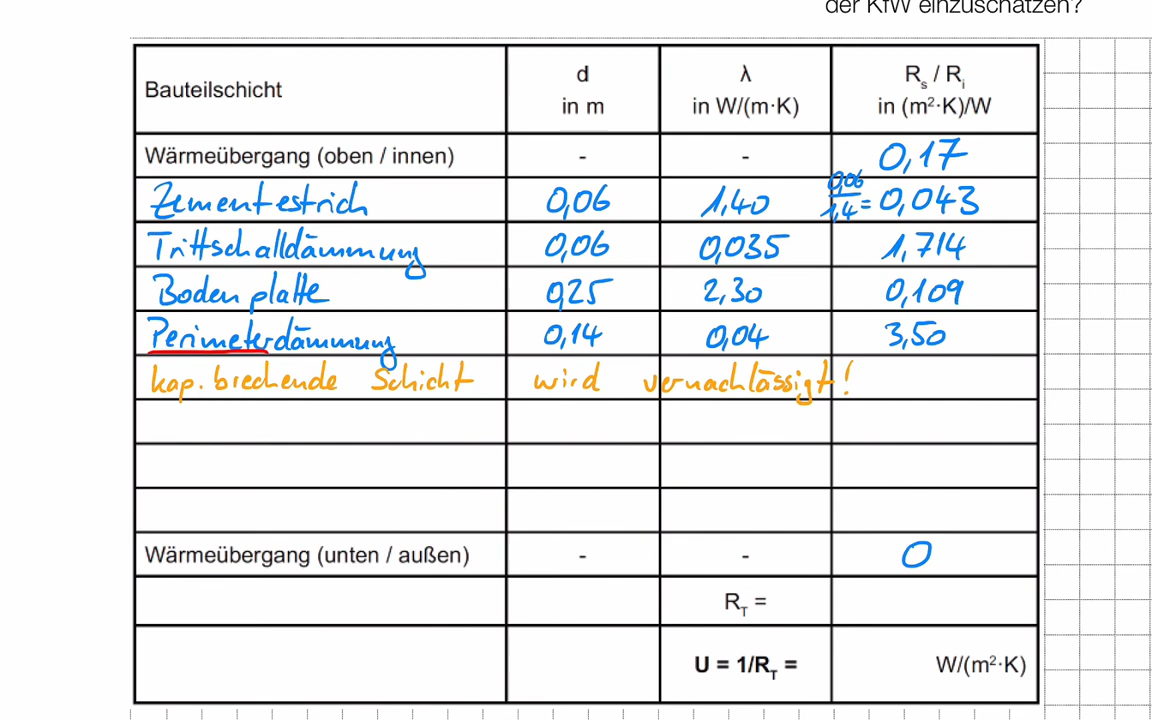 der KfW einzuschätzen?
Bauteilschicht d in m λ in W/(m·K) Rs / Ri in (m²·K)/W
Wärmeübergang (oben / innen) - - 0,17
Zementestrich 0,06 1,40 0,06/1,4 = 0,043
Trittschalldämmung 0,06 0,035 1,714
Bodenplatte 0,25 2,30 0,109
Perimeterdämmung 0,14 0,04 3,50
kap. brechende Schicht wird vernachlässigt!
Wärmeübergang (unten / außen) - - 0
RT =
U = 1/RT = W/(m²·K)